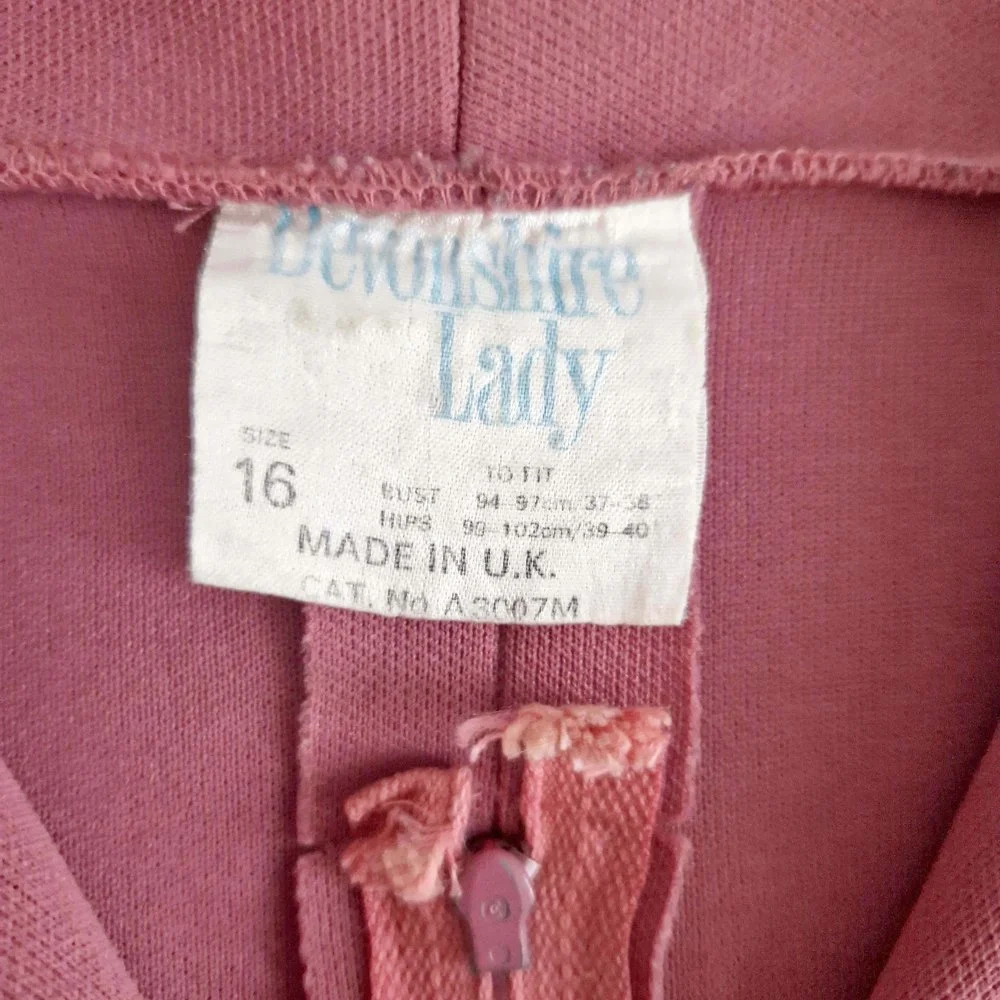 Devonshire
Lady
SIZE
16
TO FIT
BUST 94-97cm/37-38
HIPS 99-102cm/39-40
MADE IN U.K.
CAT. No A3007M